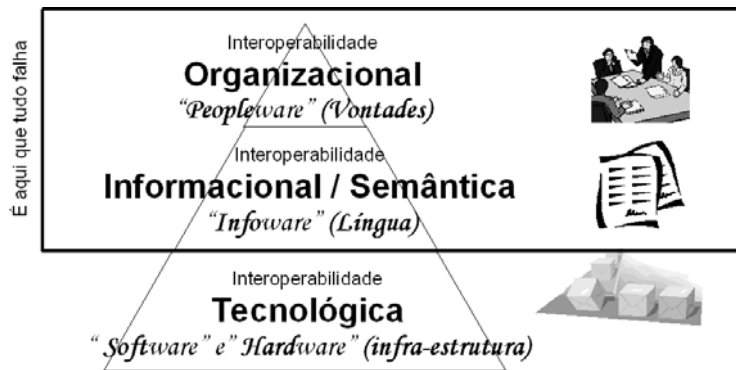 É aqui que tudo falha
Interoperabilidade
Organizacional
“Peopleware” (Vontades)
Interoperabilidade
Informacional / Semântica
“Infoware” (Língua)
Interoperabilidade
Tecnológica
“ Software” e” Hardware” (infra-estrutura)